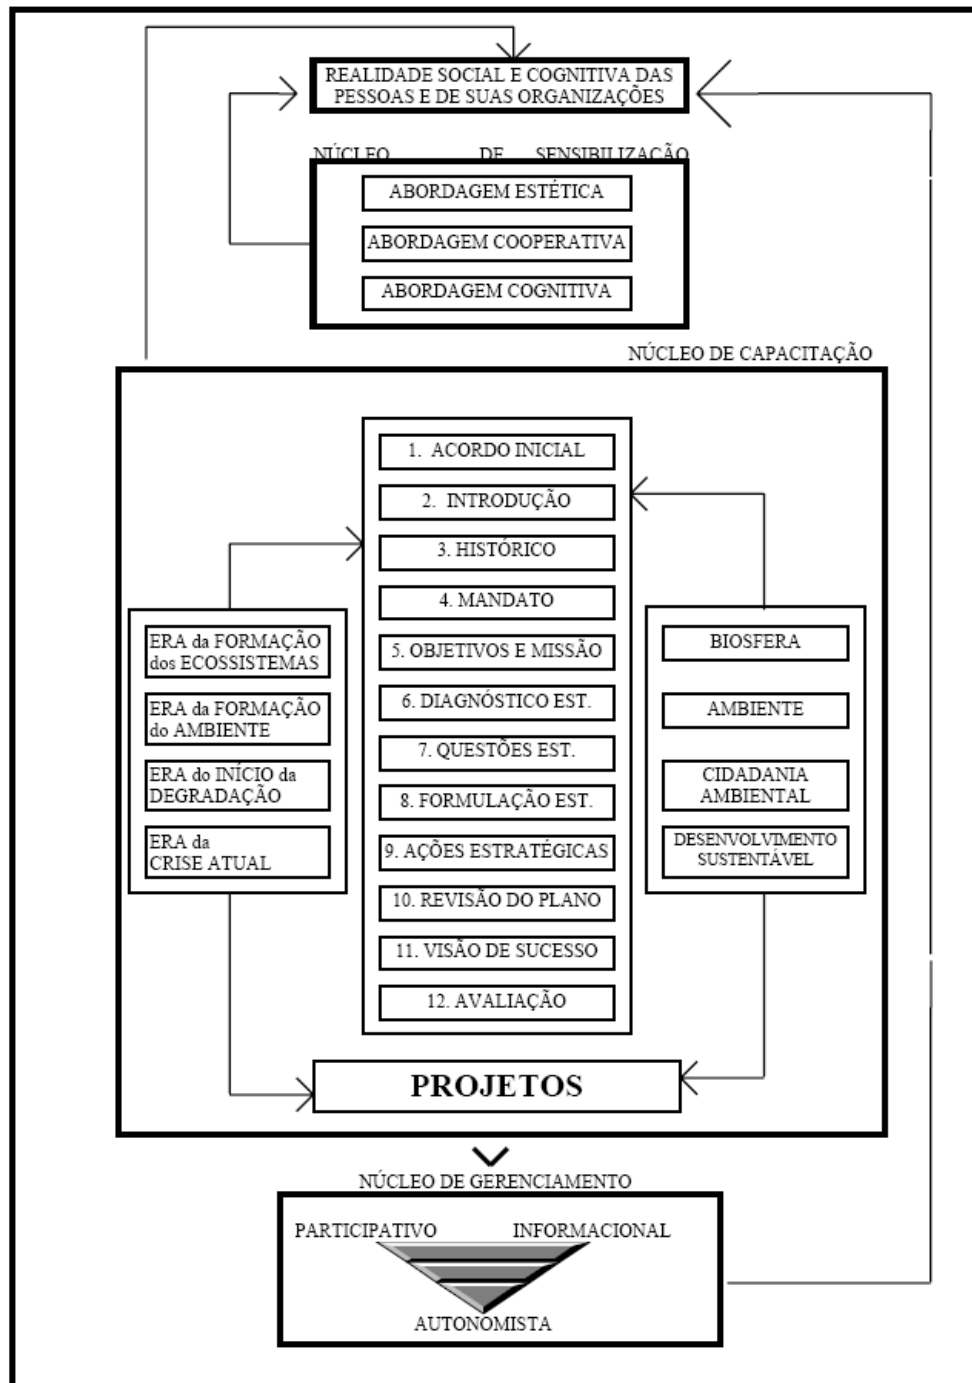 REALIDADE SOCIAL E COGNITIVA DAS
PESSOAS E DE SUAS ORGANIZAÇÕES
NÚCLEO DE SENSIBILIZAÇÃO
ABORDAGEM ESTÉTICA
ABORDAGEM COOPERATIVA
ABORDAGEM COGNITIVA
NÚCLEO DE CAPACITAÇÃO
1. ACORDO INICIAL
2. INTRODUÇÃO
3. HISTÓRICO
4. MANDATO
5. OBJETIVOS E MISSÃO
6. DIAGNÓSTICO EST.
7. QUESTÕES EST.
8. FORMULAÇÃO EST.
9. AÇÕES ESTRATÉGICAS
10. REVISÃO DO PLANO
11. VISÃO DE SUCESSO
12. AVALIAÇÃO
ERA da FORMAÇÃO
dos ECOSSISTEMAS
ERA da FORMAÇÃO
do AMBIENTE
ERA do INÍCIO da
DEGRADAÇÃO
ERA da
CRISE ATUAL
BIOSFERA
AMBIENTE
CIDADANIA
AMBIENTAL
DESENVOLVIMENTO
SUSTENTÁVEL
PROJETOS
NÚCLEO DE GERENCIAMENTO
PARTICIPATIVO INFORMACIONAL
AUTONOMISTA